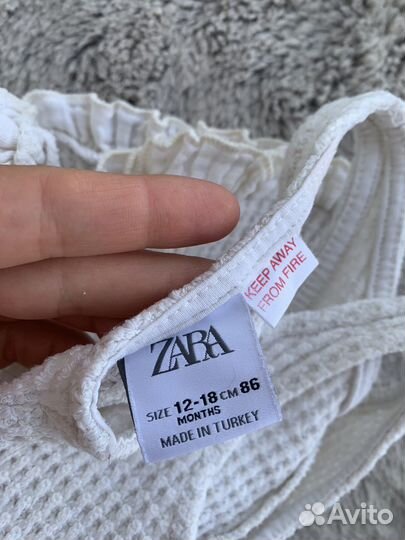 KEEP AWAY
FROM FIRE
ZARA
SIZE 12-18 CM 86
MONTHS
MADE IN TURKEY
Avito